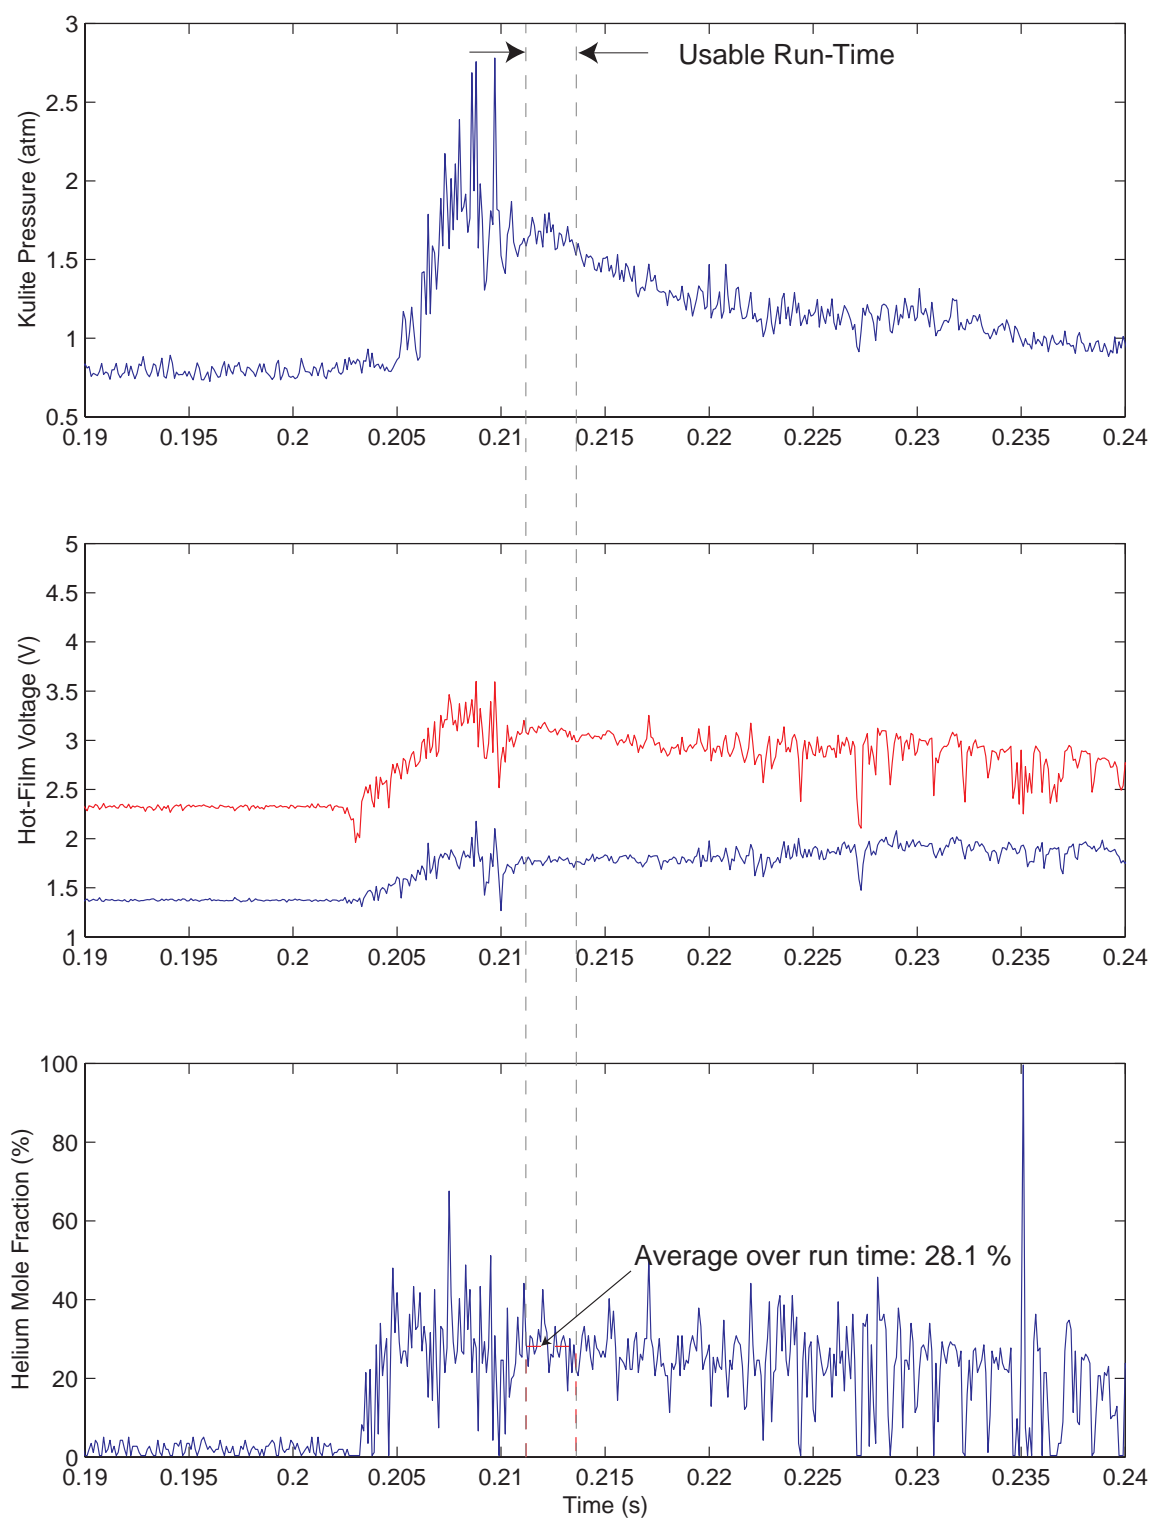 3
2.5
2
1.5
1
0.5
Kulite Pressure (atm)
Usable Run-Time
0.19 0.195 0.2 0.205 0.21 0.215 0.22 0.225 0.23 0.235 0.24
5
4.5
4
3.5
3
2.5
2
1.5
1
Hot-Film Voltage (V)
0.19 0.195 0.2 0.205 0.21 0.215 0.22 0.225 0.23 0.235 0.24
100
80
60
40
20
0
Helium Mole Fraction (%)
Average over run time: 28.1 %
0.19 0.195 0.2 0.205 0.21 0.215 0.22 0.225 0.23 0.235 0.24
Time (s)